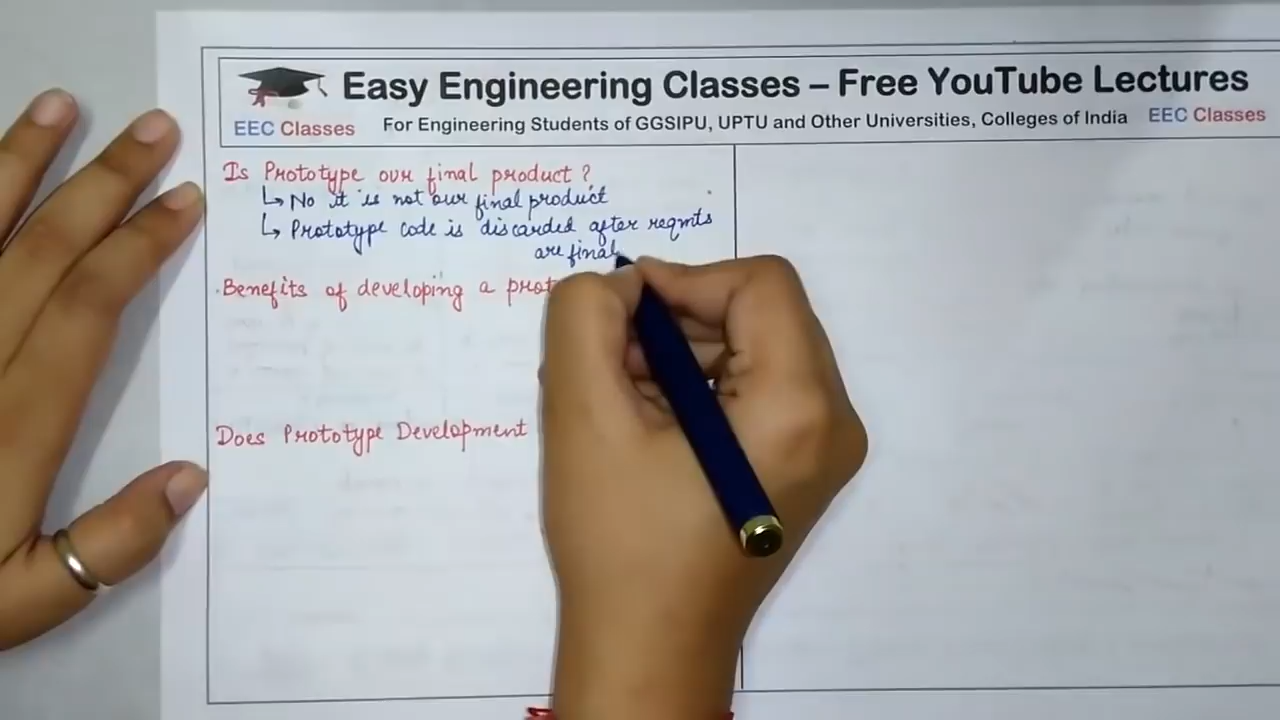 Easy Engineering Classes – Free YouTube Lectures
EEC Classes
For Engineering Students of GGSIPU, UPTU and Other Universities, Colleges of India
EEC Classes
Is Prototype our final product ?
↳ No it is not our final product
↳ Prototype code is discarded after reqmts
are final
Benefits of developing a prot
Does Prototype Development